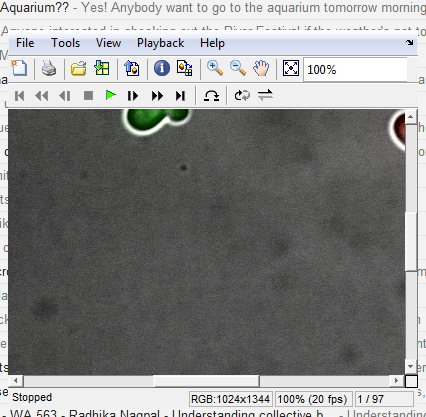 Aquarium?? - Yes! Anybody want to go to the aquarium tomorrow morning
File Tools View Playback Help
100%
Stopped RGB:1024x1344 100% (20 fps) 1 / 97
- WA 563 - Radhika Nagpal - Understanding collective b... - Understanding